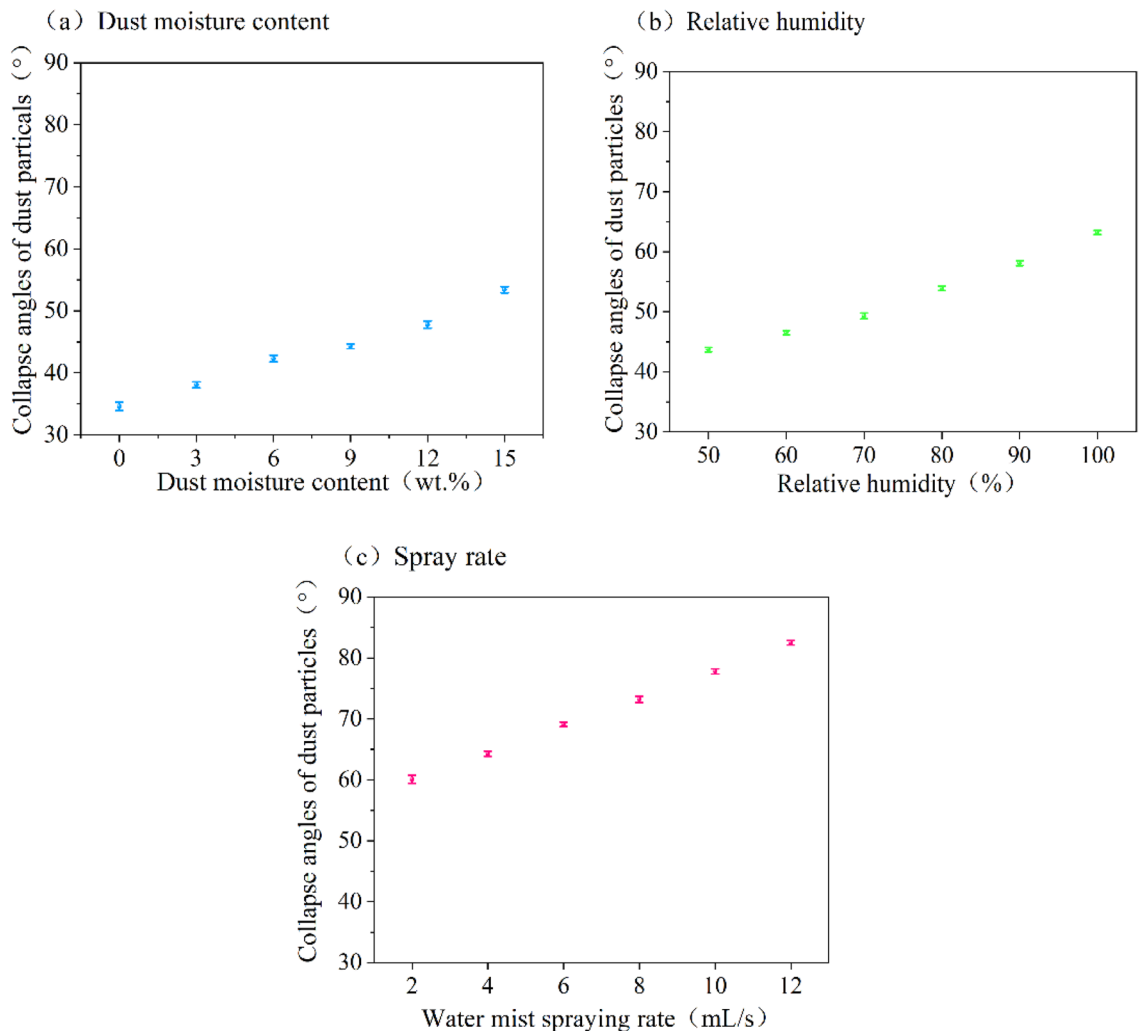 （a）Dust moisture content
Collapse angles of dust particals（°）
90
80
70
60
50
40
30
0 3 6 9 12 15
Dust moisture content（wt.%）
（b）Relative humidity
Collapse angles of dust particles（°）
90
80
70
60
50
40
30
50 60 70 80 90 100
Relative humidity（%）
（c）Spray rate
Collapse angles of dust particles（°）
90
80
70
60
50
40
30
2 4 6 8 10 12
Water mist spraying rate（mL/s）